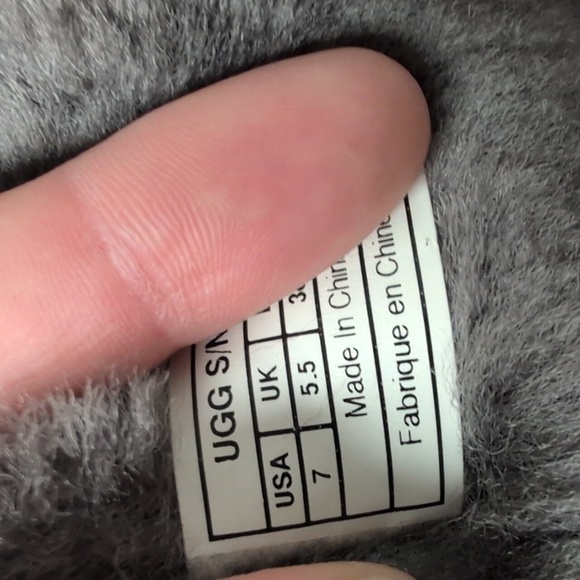 UGG S/N
USA UK
7 5.5
Made In
Fabrique en